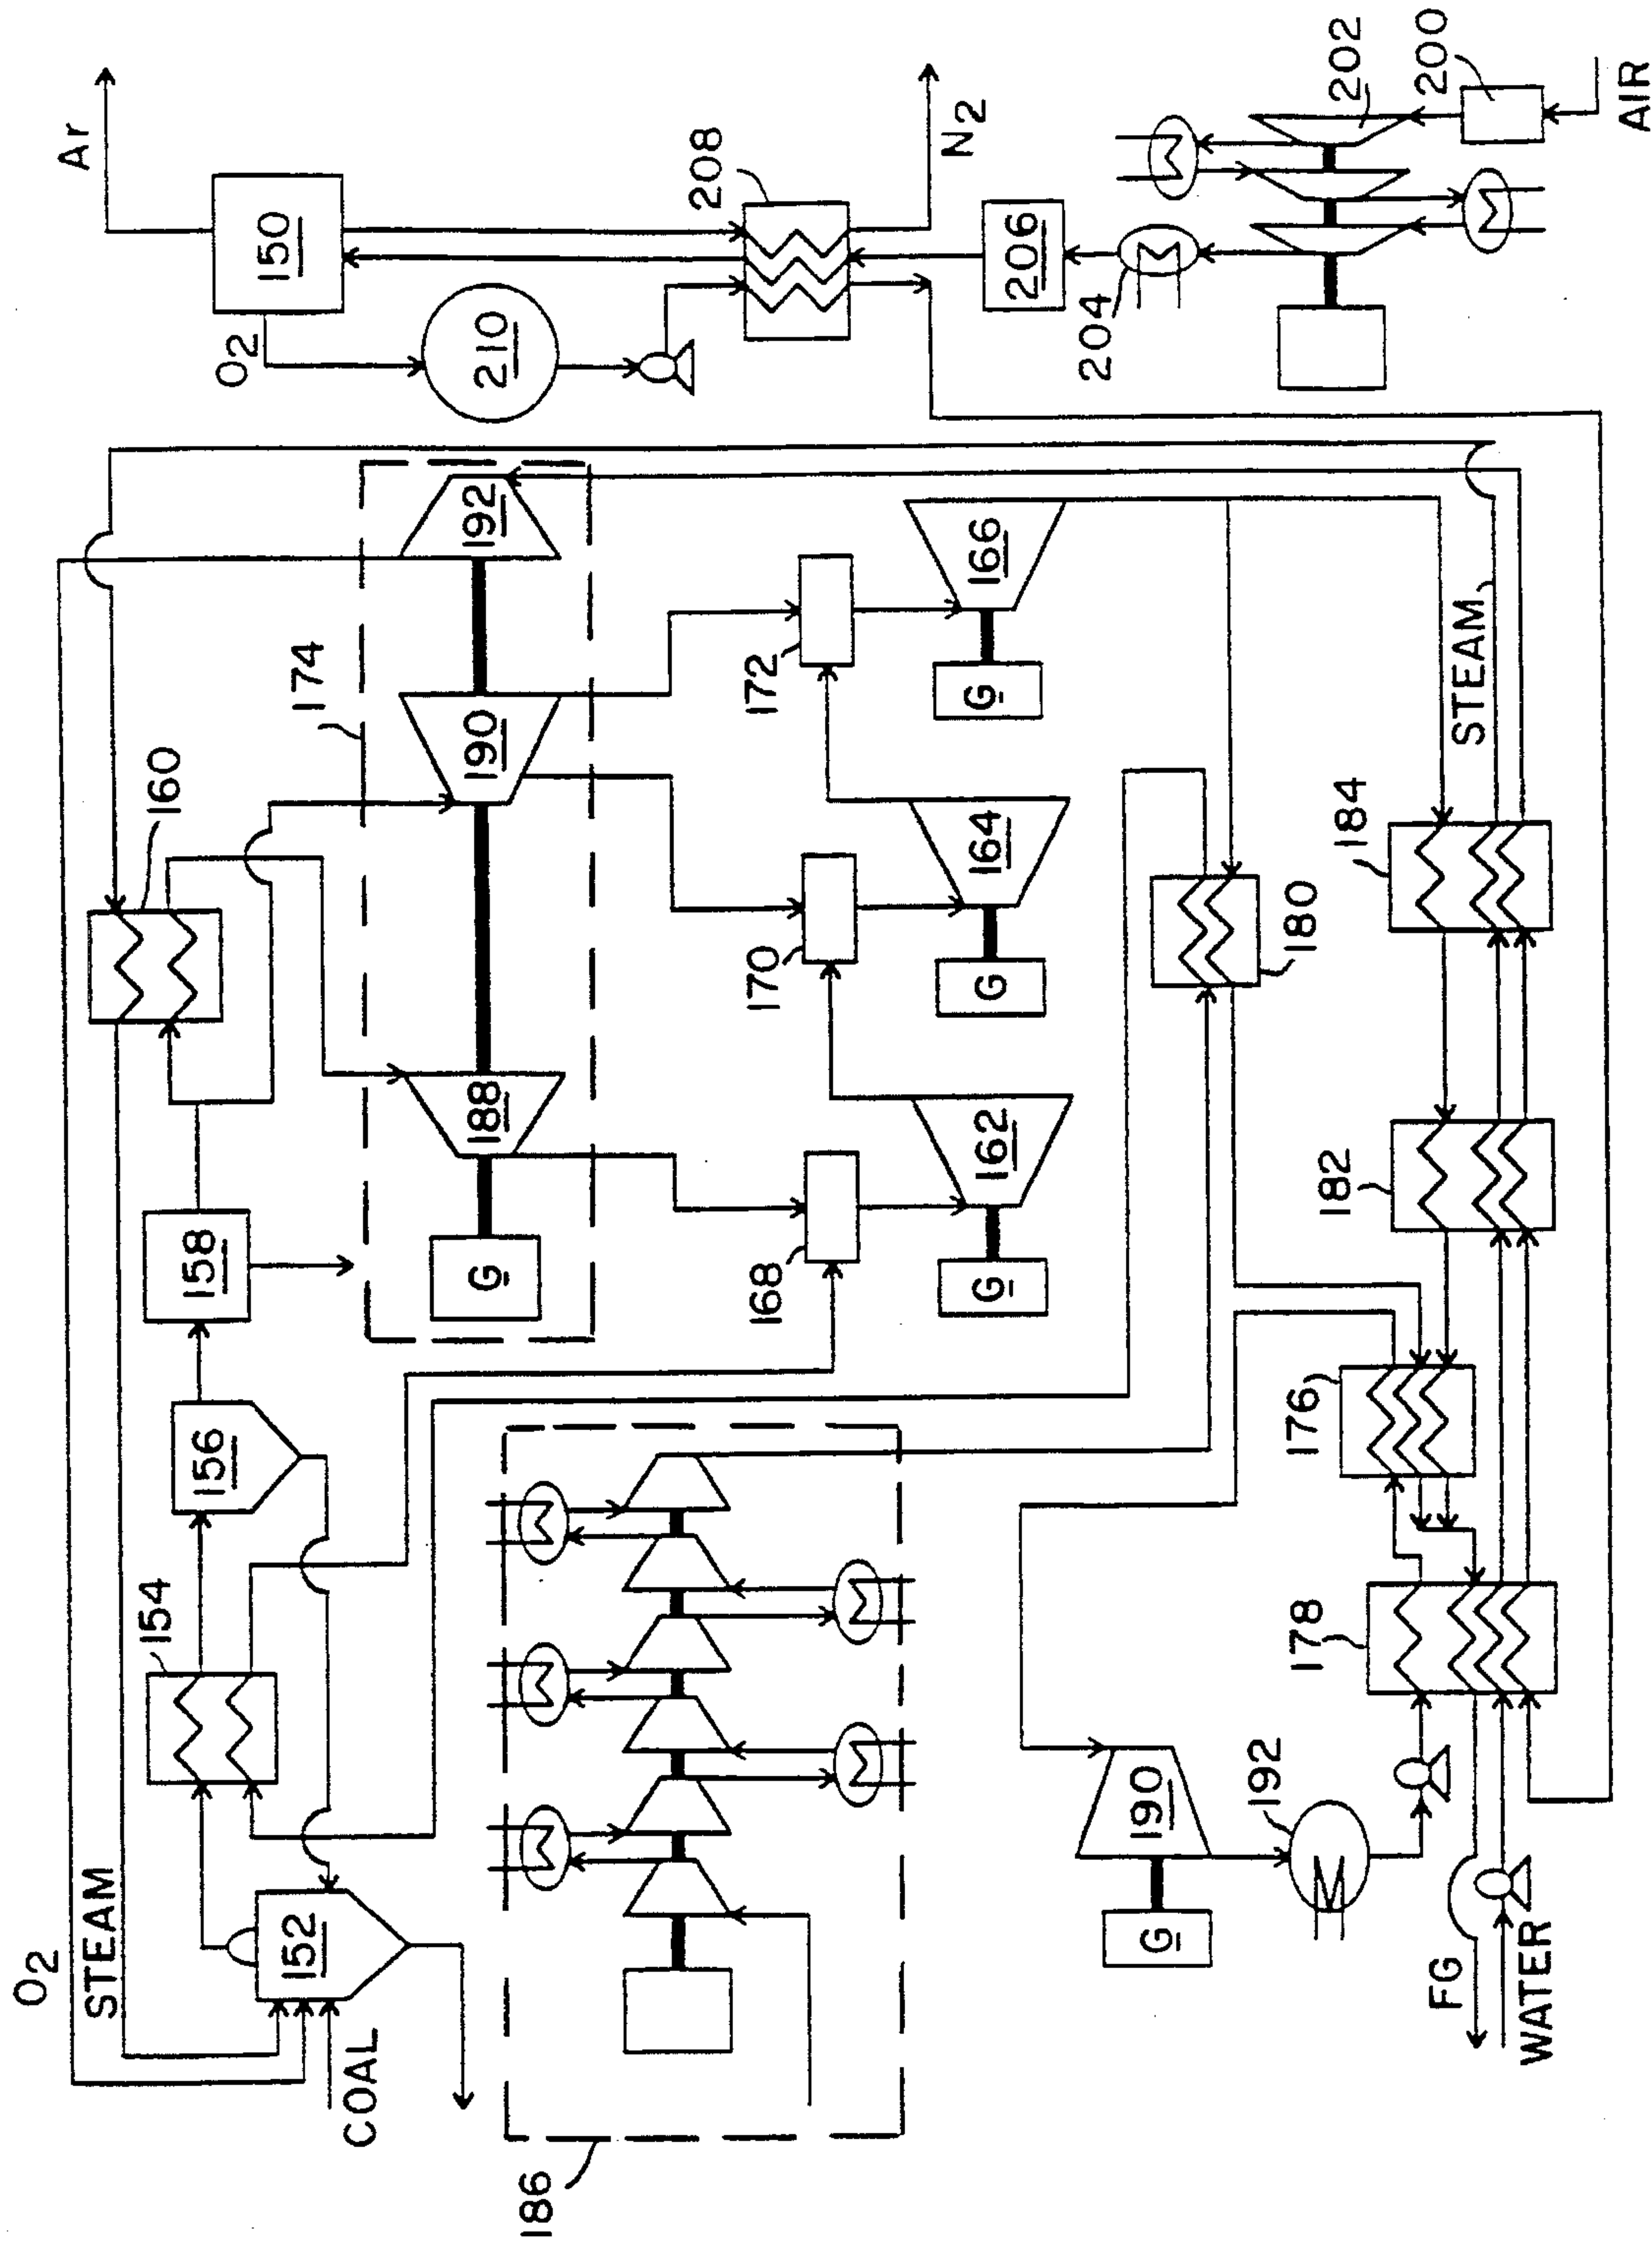 Ar
150
O2
210
208
N2
206
204
202
200
AIR
O2
STEAM
COAL
152
154
156
158
160
174
G
188
190
192
172
166
G
170
164
G
168
162
G
186
180
STEAM
184
182
176
178
G
190
192
FG
WATER